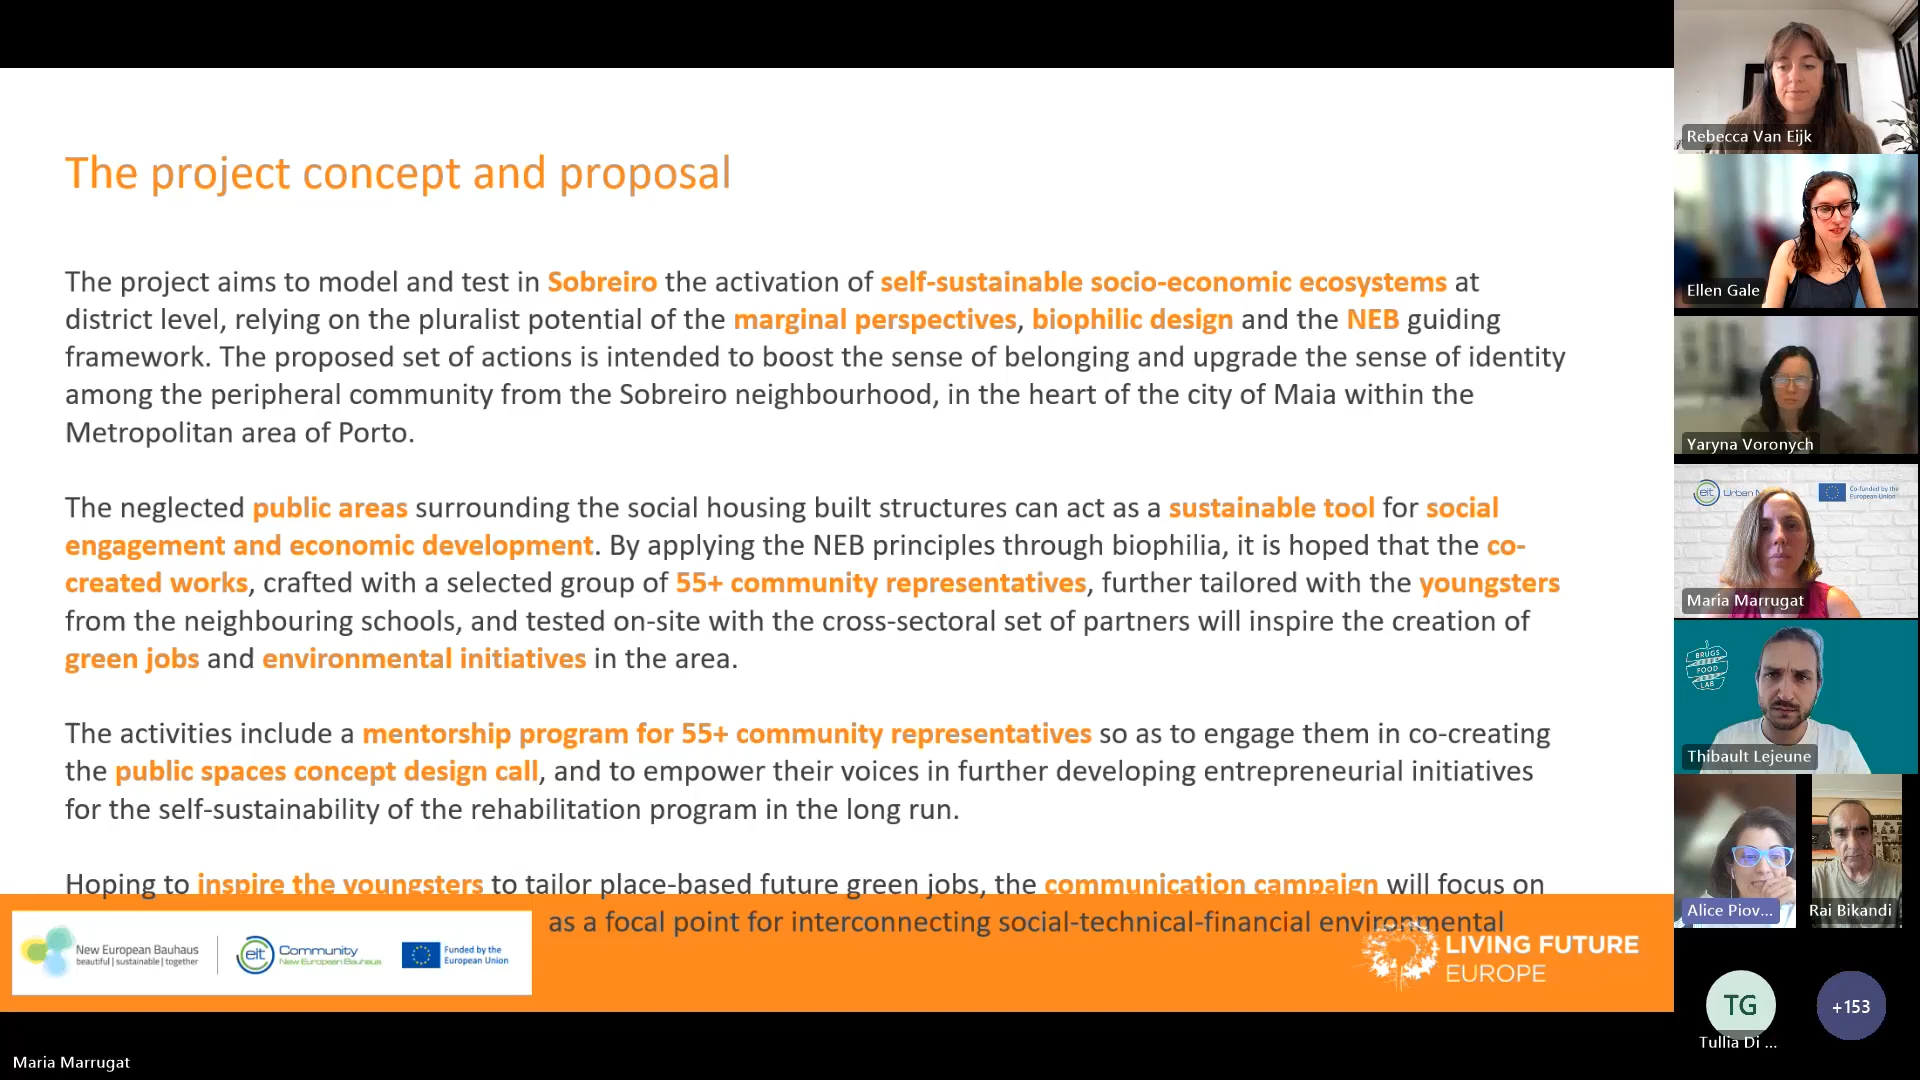 The project concept and proposal
The project aims to model and test in Sobreiro the activation of self-sustainable socio-economic ecosystems at
district level, relying on the pluralist potential of the marginal perspectives, biophilic design and the NEB guiding
framework. The proposed set of actions is intended to boost the sense of belonging and upgrade the sense of identity
among the peripheral community from the Sobreiro neighbourhood, in the heart of the city of Maia within the
Metropolitan area of Porto.
The neglected public areas surrounding the social housing built structures can act as a sustainable tool for social
engagement and economic development. By applying the NEB principles through biophilia, it is hoped that the co-
created works, crafted with a selected group of 55+ community representatives, further tailored with the youngsters
from the neighbouring schools, and tested on-site with the cross-sectoral set of partners will inspire the creation of
green jobs and environmental initiatives in the area.
The activities include a mentorship program for 55+ community representatives so as to engage them in co-creating
the public spaces concept design call, and to empower their voices in further developing entrepreneurial initiatives
for the self-sustainability of the rehabilitation program in the long run.
Hoping to inspire the youngsters to tailor place-based future green jobs, the communication campaign will focus on
as a focal point for interconnecting social-technical-financial environmental
New European Bauhaus
beautiful | sustainable | together
eit Community
New European Bauhaus
Funded by the
European Union
LIVING FUTURE
EUROPE
Maria Marrugat
Rebecca Van Eijk
Ellen Gale
Yaryna Voronych
eit Urban
Co-funded by the
European Union
Maria Marrugat
BRUGS
FOOD
LAB
Thibault Lejeune
Alice Piov...
Rai Bikandi
TG
Tullia Di ...
+153